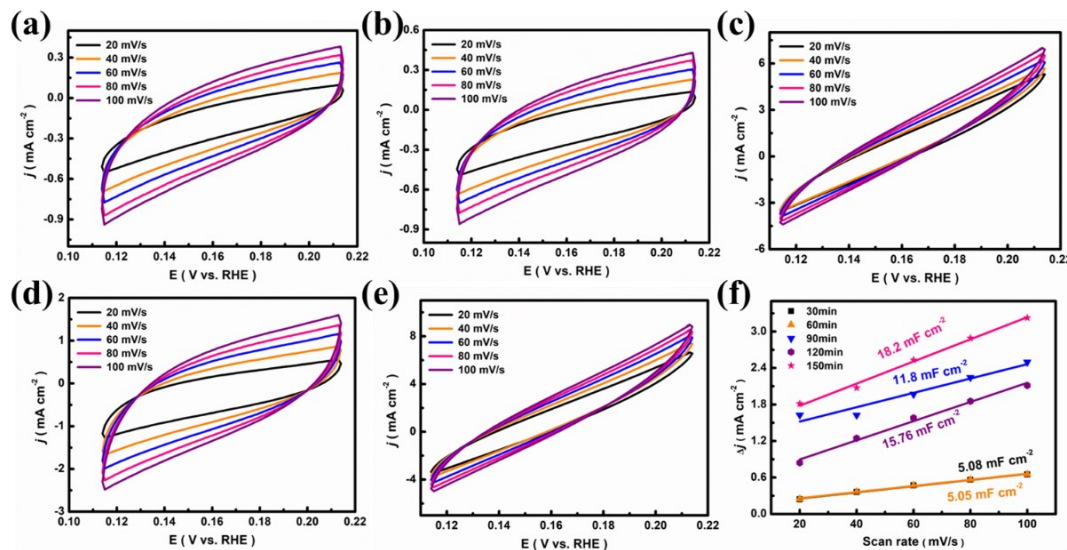 (a)
20 mV/s
40 mV/s
60 mV/s
80 mV/s
100 mV/s
0.3
0.0
-0.3
-0.6
-0.9
j ( mA cm⁻²)
0.10 0.12 0.14 0.16 0.18 0.20 0.22
E ( V vs. RHE )
(b)
20 mV/s
40 mV/s
60 mV/s
80 mV/s
100 mV/s
0.6
0.3
0.0
-0.3
-0.6
-0.9
j ( mA cm⁻²)
0.10 0.12 0.14 0.16 0.18 0.20 0.22
E ( V vs. RHE )
(c)
20 mV/s
40 mV/s
60 mV/s
80 mV/s
100 mV/s
6
3
0
-3
-6
j ( mA cm⁻²)
0.12 0.14 0.16 0.18 0.20 0.22
E ( V vs. RHE )
(d)
20 mV/s
40 mV/s
60 mV/s
80 mV/s
100 mV/s
2
1
0
-1
-2
-3
j ( mA cm⁻²)
0.10 0.12 0.14 0.16 0.18 0.20 0.22
E ( V vs. RHE )
(e)
20 mV/s
40 mV/s
60 mV/s
80 mV/s
100 mV/s
8
4
0
-4
j ( mA cm⁻²)
0.12 0.14 0.16 0.18 0.20 0.22
E ( V vs. RHE )
(f)
30min
60min
90min
120min
150min
18.2 mF cm⁻²
11.8 mF cm⁻²
15.76 mF cm⁻²
5.08 mF cm⁻²
5.05 mF cm⁻²
3.0
2.4
1.8
1.2
0.6
0.0
Δj ( mA cm⁻²)
20 40 60 80 100
Scan rate ( mV/s)